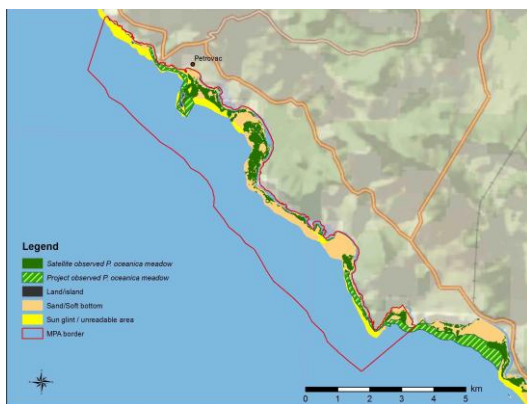 Petrovac
Legend
Satellite observed P. oceanica meadow
Project observed P. oceanica meadow
Land/island
Sand/Soft bottom
Sun glint / unreadable area
MPA border
0 1 2 3 4 5
km